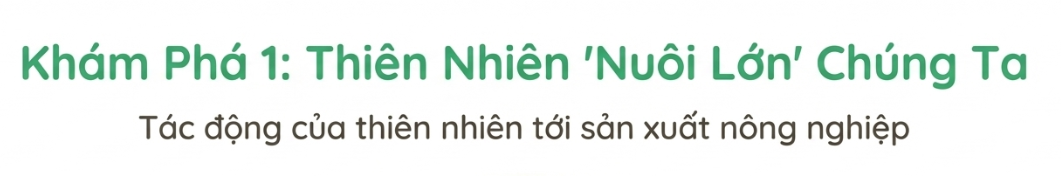 Khám Phá 1: Thiên Nhiên 'Nuôi Lớn' Chúng Ta
Tác động của thiên nhiên tới sản xuất nông nghiệp